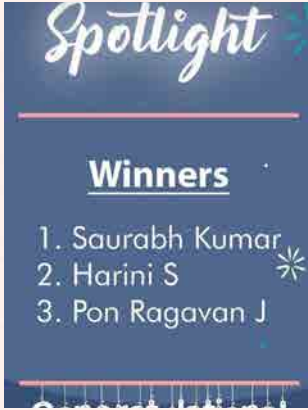 Spotlight
Winners
1. Saurabh Kumar
2. Harini S
3. Pon Ragavan J